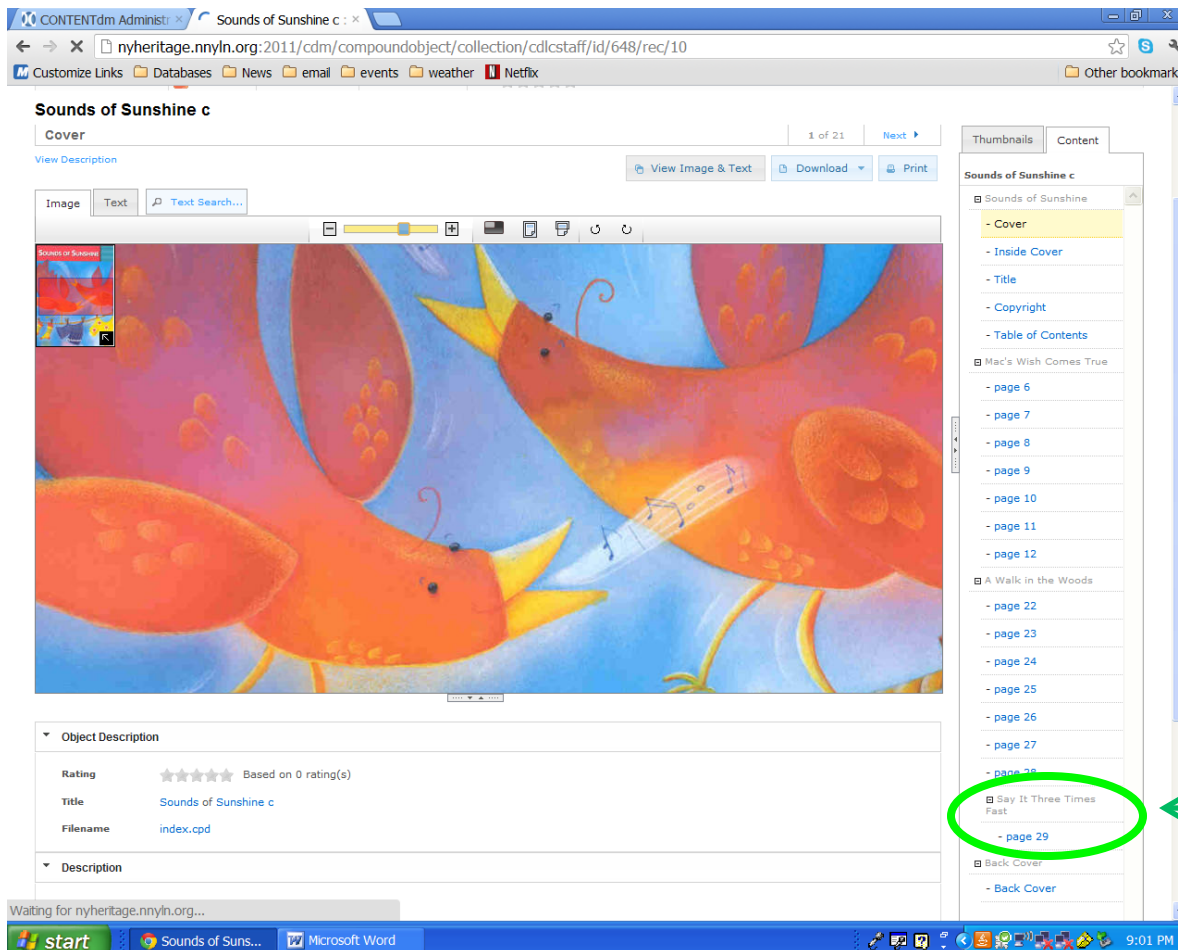 CONTENTdm Administr
Sounds of Sunshine c :
nyheritage.nnyln.org:2011/cdm/compoundobject/collection/cdlcstaff/id/648/rec/10
Customize Links Databases News email events weather Netflix Other bookmark
Sounds of Sunshine c
Cover 1 of 21 Next
View Description
View Image & Text Download Print
Image Text Text Search...
SOUNDS OF SUNSHINE
Thumbnails Content
Sounds of Sunshine c
Sounds of Sunshine
- Cover
- Inside Cover
- Title
- Copyright
- Table of Contents
Mac's Wish Comes True
- page 6
- page 7
- page 8
- page 9
- page 10
- page 11
- page 12
A Walk in the Woods
- page 22
- page 23
- page 24
- page 25
- page 26
- page 27
- page 28
Say It Three Times
Fast
- page 29
Back Cover
- Back Cover
Object Description
Rating Based on 0 rating(s)
Title Sounds of Sunshine c
Filename index.cpd
Description
Waiting for nyheritage.nnyln.org...
start Sounds of Suns... Microsoft Word 9:01 PM